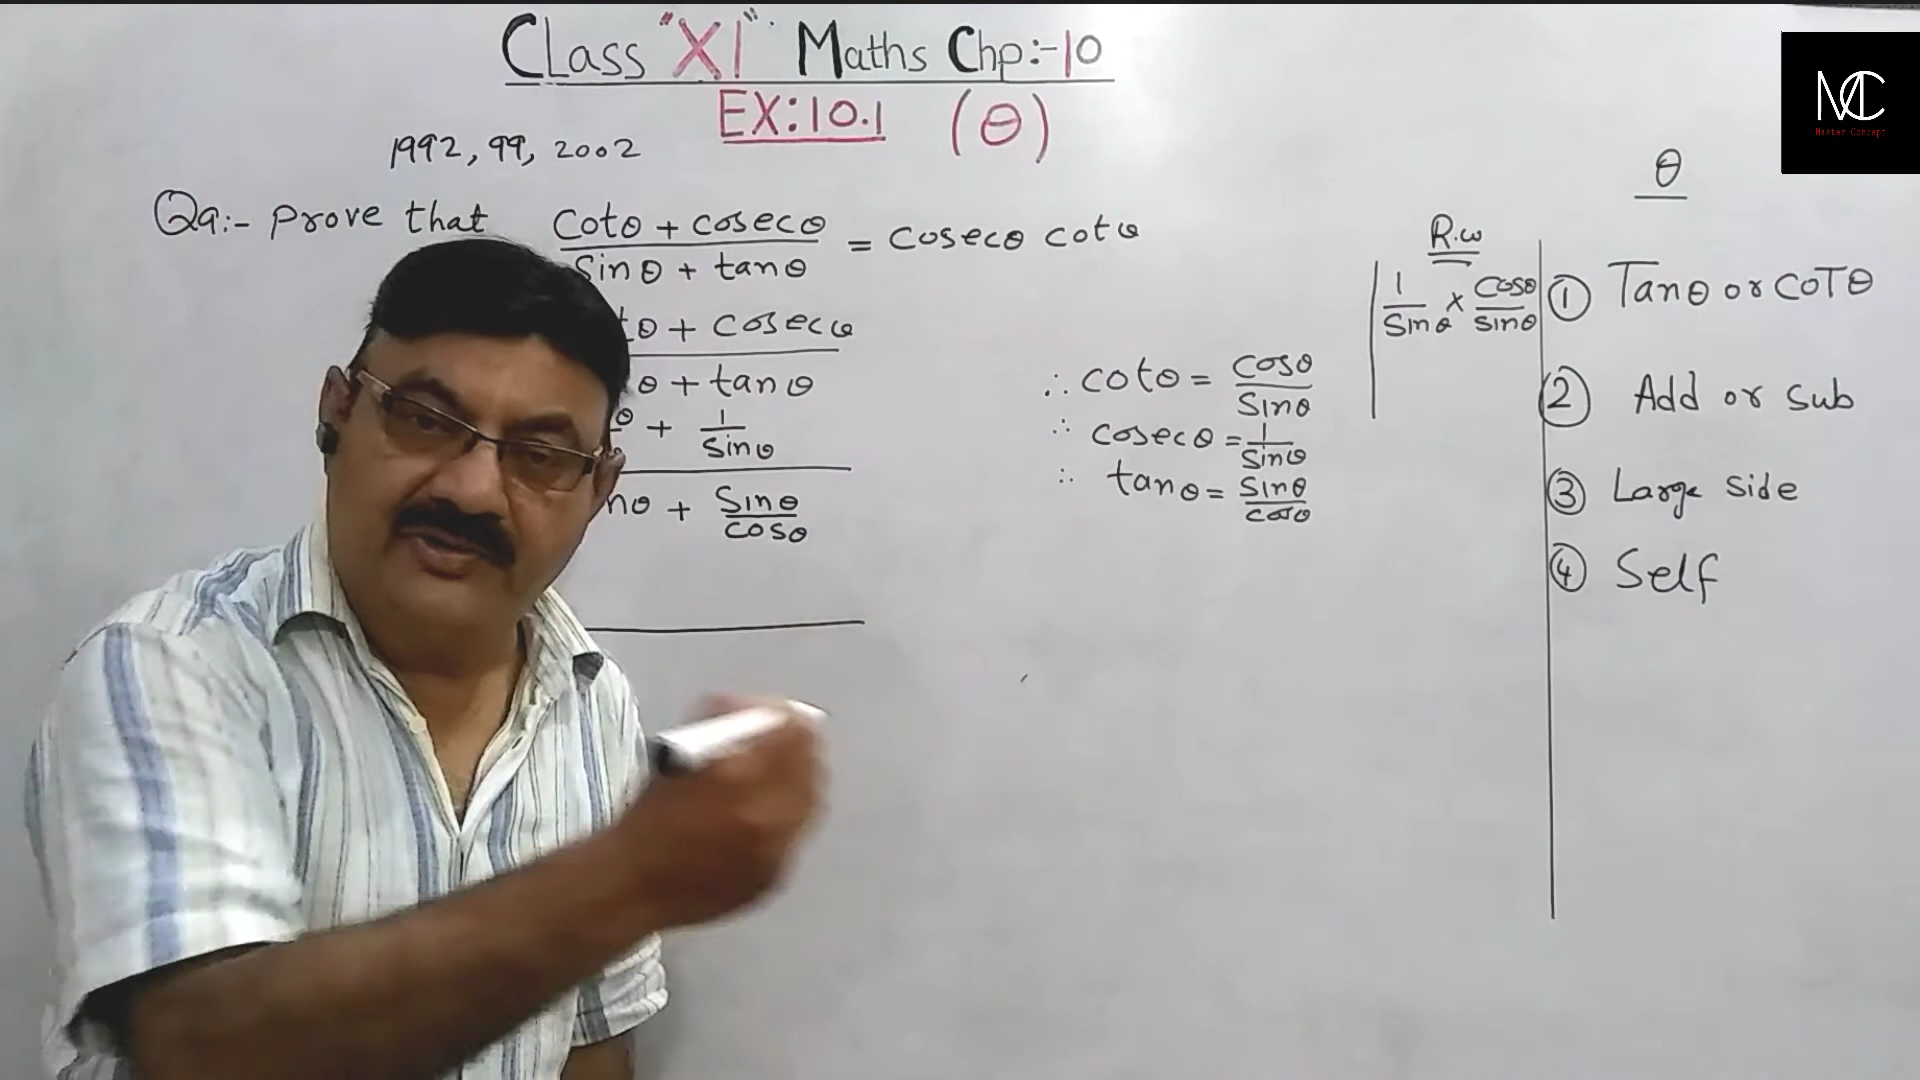 Class "XI" Maths Chp:-10
EX:10.1 (θ)
1992, 99, 2002
Q9:- Prove that cotθ + cosecθ / sinθ + tanθ = cosecθ cotθ
tθ + cosecθ
θ + tanθ
θ + 1/sinθ
nθ + sinθ/cosθ
∴ cotθ = cosθ/sinθ
∴ cosecθ = 1/sinθ
∴ tanθ = sinθ/cosθ
R.w
1/sinθ × cosθ/sinθ
θ
① Tanθ or CoTθ
② Add or Sub
③ Large Side
④ Self
MC
Master Concept